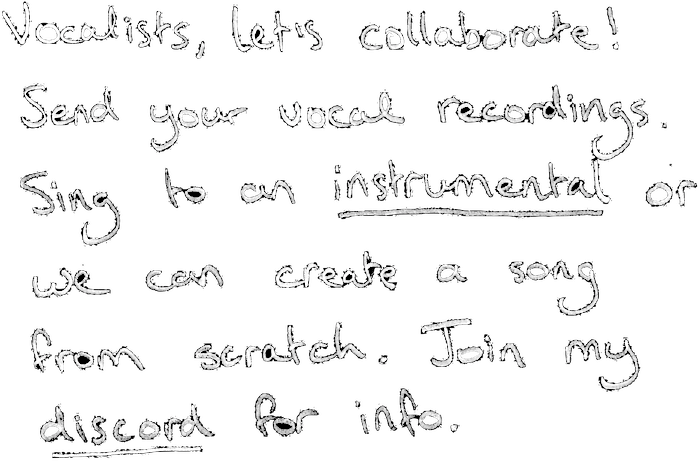 Vocalists, let's collaborate!
Send your vocal recordings.
Sing to an instrumental or
we can create a song
from scratch. Join my
discord for info.